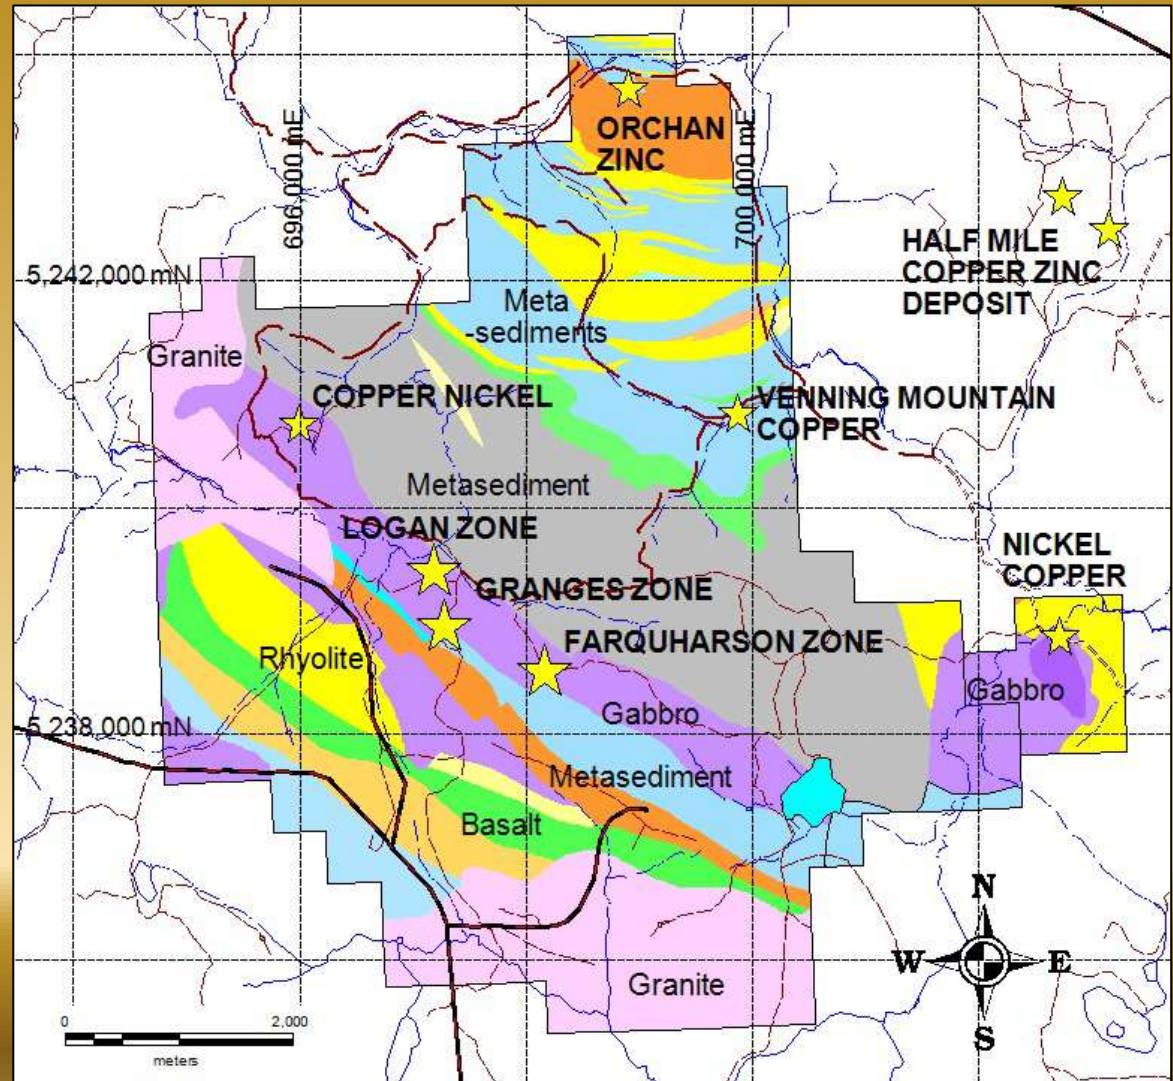 ORCHAN
ZINC
696,000 mE
700,000 mE
HALF MILE
COPPER ZINC
DEPOSIT
5,242,000 mN
Meta
-sediments
Granite
COPPER NICKEL
VENNING MOUNTAIN
COPPER
Metasediment
LOGAN ZONE
NICKEL
COPPER
GRANGES ZONE
FARQUHARSON ZONE
Rhyolite
Gabbro
Gabbro
5,238,000 mN
Metasediment
Basalt
N
W
E
S
Granite
0
2,000
meters